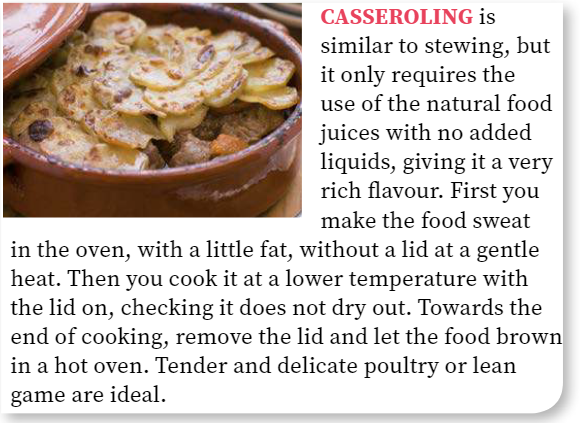 CASSEROLING is
similar to stewing, but
it only requires the
use of the natural food
juices with no added
liquids, giving it a very
rich flavour. First you
make the food sweat
in the oven, with a little fat, without a lid at a gentle
heat. Then you cook it at a lower temperature with
the lid on, checking it does not dry out. Towards the
end of cooking, remove the lid and let the food brown
in a hot oven. Tender and delicate poultry or lean
game are ideal.